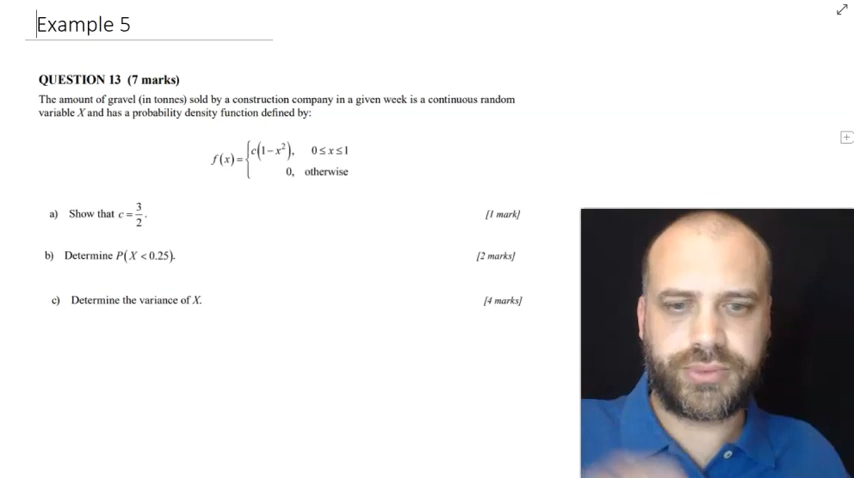 Example 5
QUESTION 13 (7 marks)
The amount of gravel (in tonnes) sold by a construction company in a given week is a continuous random
variable X and has a probability density function defined by:
f(x)={c(1−x²), 0≤x≤1
0, otherwise
a) Show that c=3/2. [1 mark]
b) Determine P(X<0.25). [2 marks]
c) Determine the variance of X. [4 marks]